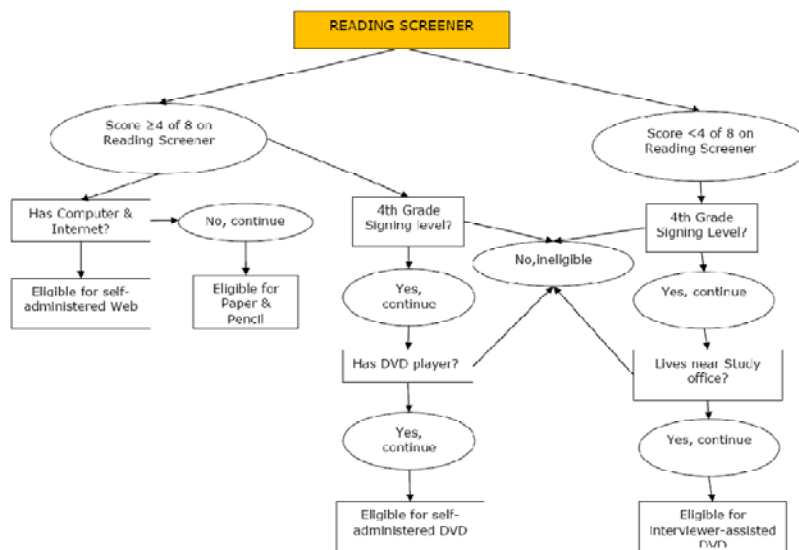 READING SCREENER
Score ≥4 of 8 on
Reading Screener
Score <4 of 8 on
Reading Screener
Has Computer &
Internet?
No, continue
4th Grade
Signing level?
4th Grade
Signing Level?
No,ineligible
Eligible for self-
administered Web
Eligible for
Paper &
Pencil
Yes,
continue
Yes, continue
Has DVD player?
Lives near Study
office?
Yes,
continue
Yes, continue
Eligible for self-
administered DVD
Eligible for
interviewer-assisted
DVD